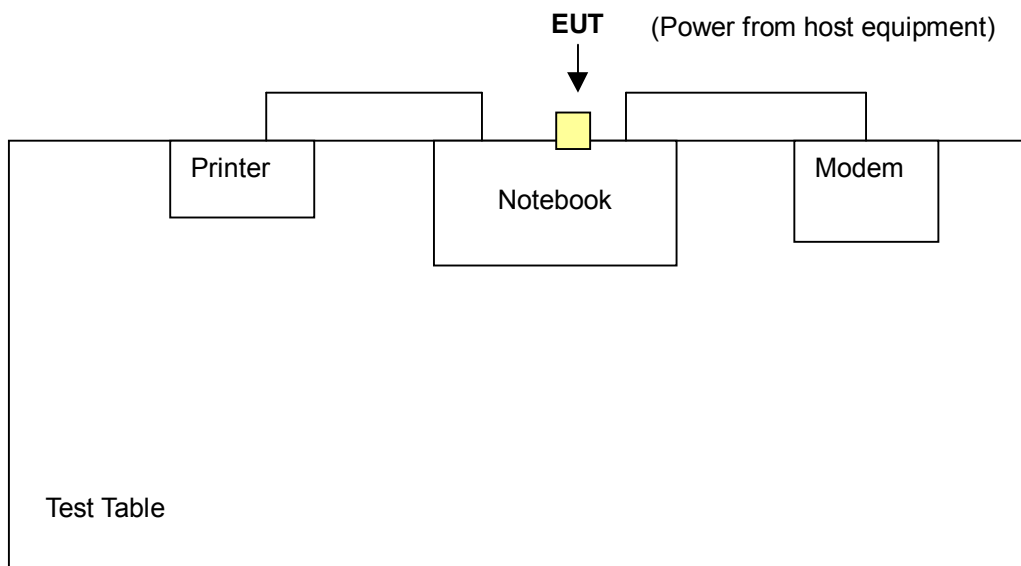 EUT (Power from host equipment)
Printer
Notebook
Modem
Test Table